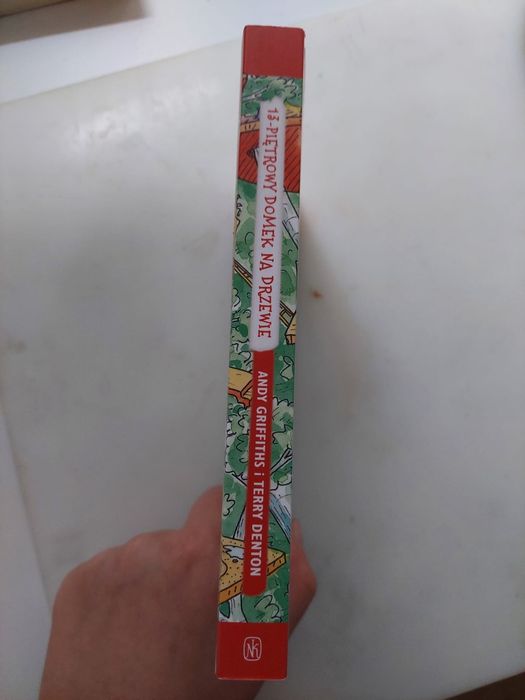 13-PIĘTROWY DOMEK NA DRZEWIE
ANDY GRIFFITHS i TERRY DENTON